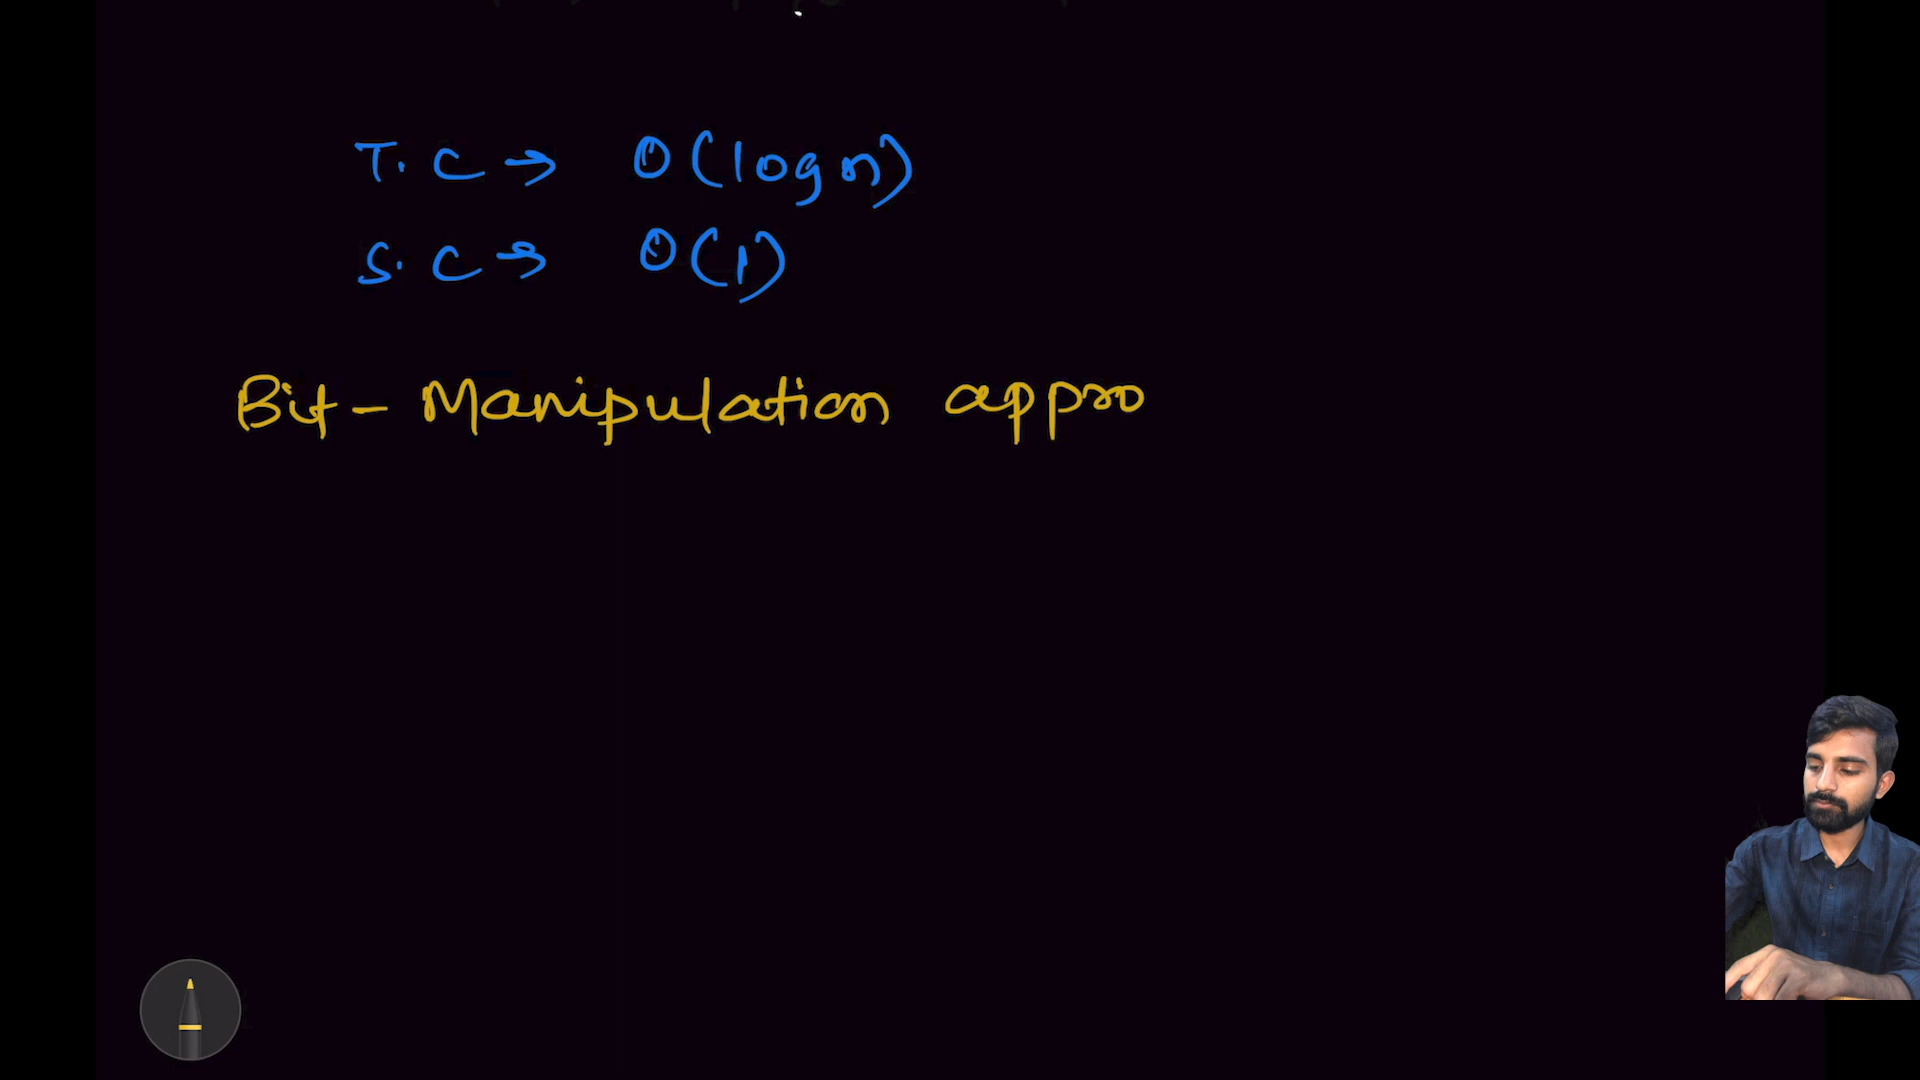 T.C → O(log n)
S.C → O(1)
Bit - Manipulation appro